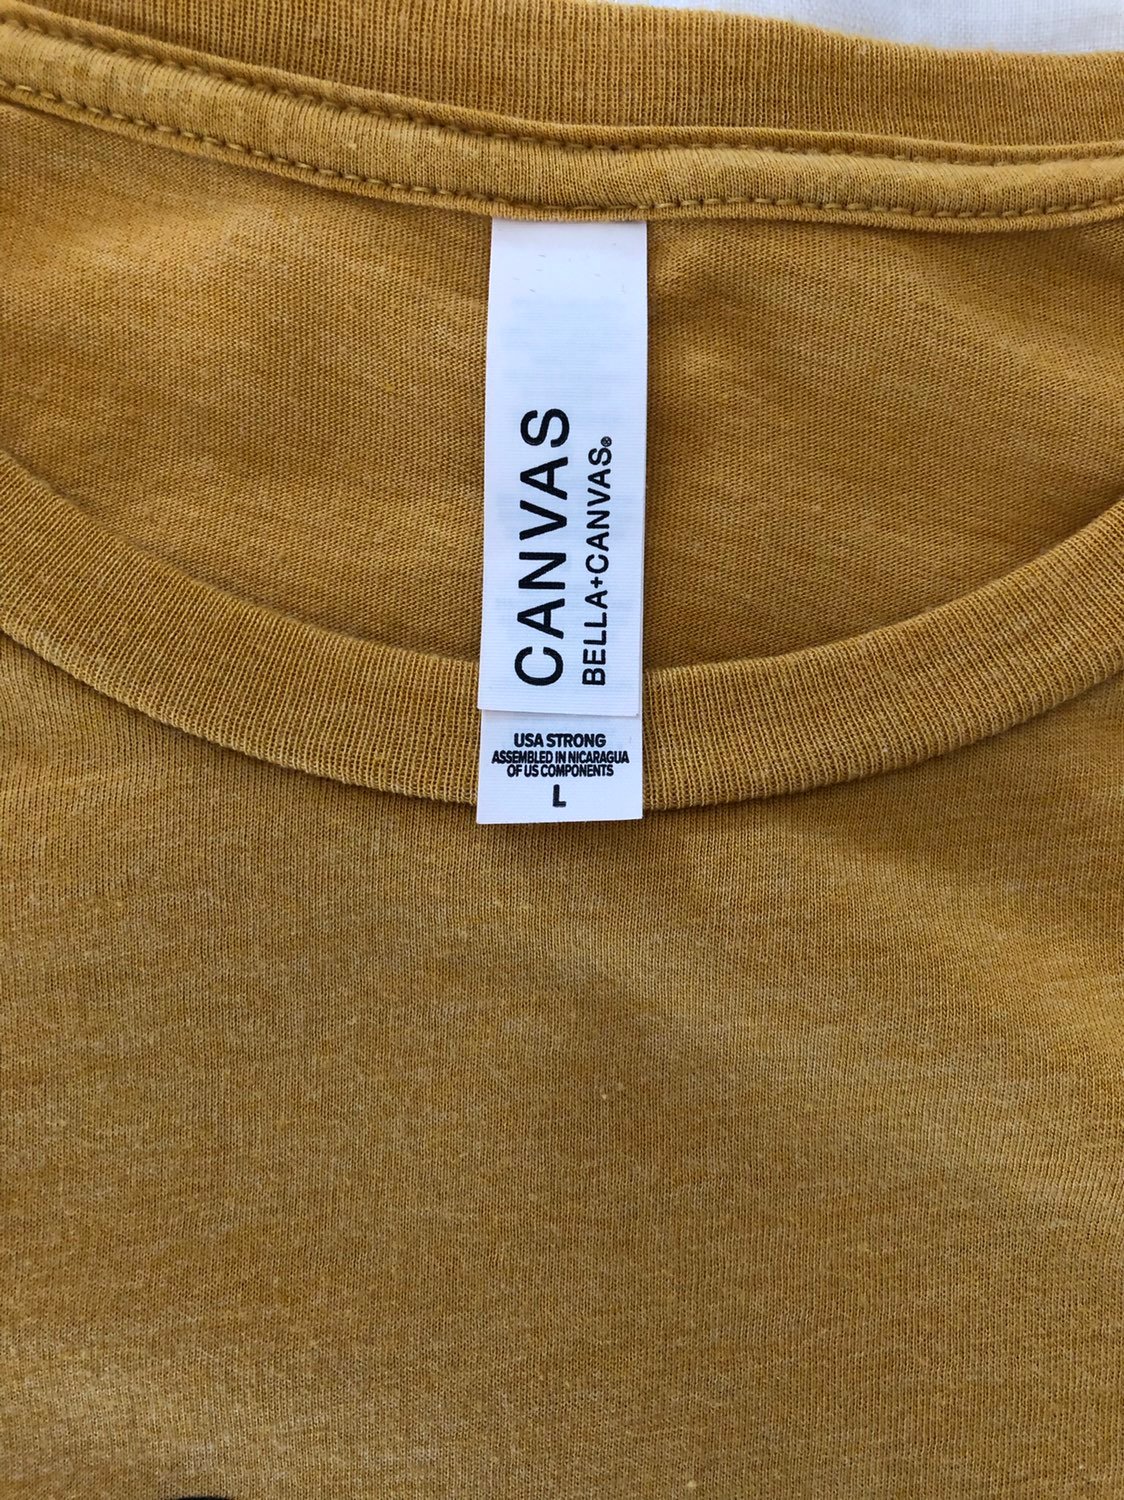 CANVAS
BELLA+CANVAS®
USA STRONG
ASSEMBLED IN NICARAGUA
OF US COMPONENTS
L